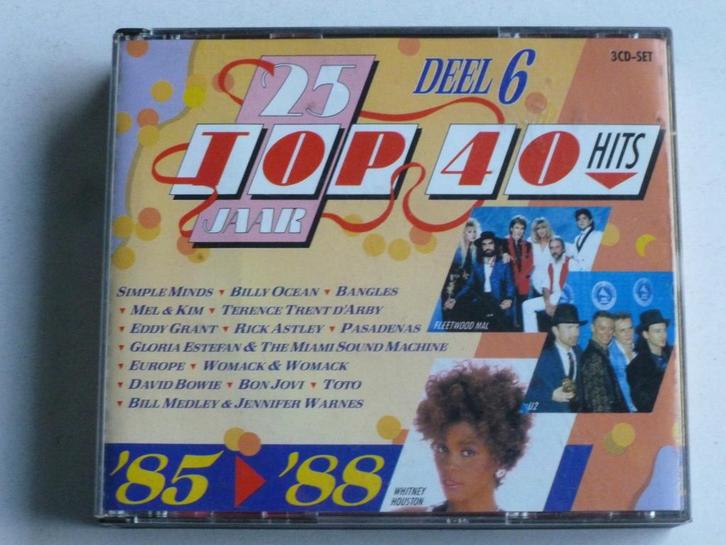 25
DEEL 6
3CD-SET
TOP 40 HITS
JAAR
SIMPLE MINDS ▾ BILLY OCEAN ▾ BANGLES
▾ MEL & KIM ▾ TERENCE TRENT D'ARBY
▾ EDDY GRANT ▾ RICK ASTLEY ▾ PASADENAS
▾ GLORIA ESTEFAN & THE MIAMI SOUND MACHINE
▾ EUROPE ▾ WOMACK & WOMACK
▾ DAVID BOWIE ▾ BON JOVI ▾ TOTO
▾ BILL MEDLEY & JENNIFER WARNES
FLEETWOOD MAC
U2
WHITNEY
HOUSTON
'85 ▸ '88